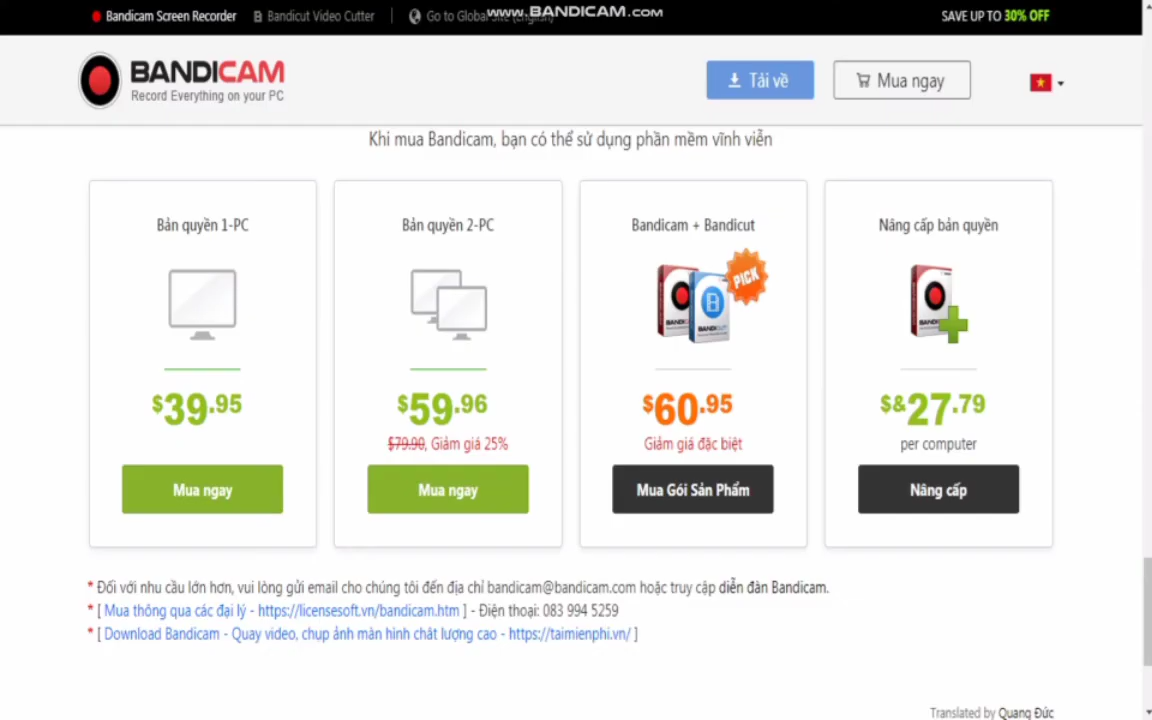 Bandicam Screen Recorder
Bandicut Video Cutter
Go to Global Site (English)
www.BANDICAM.com
SAVE UP TO 30% OFF
BANDICAM
Record Everything on your PC
Tải về
Mua ngay
Khi mua Bandicam, bạn có thể sử dụng phần mềm vĩnh viễn
Bản quyền 1-PC
$39.95
Mua ngay
Bản quyền 2-PC
$59.96
$79.90, Giảm giá 25%
Mua ngay
Bandicam + Bandicut
PICK
$60.95
Giảm giá đặc biệt
Mua Gói Sản Phẩm
Nâng cấp bản quyền
$&27.79
per computer
Nâng cấp
* Đối với nhu cầu lớn hơn, vui lòng gửi email cho chúng tôi đến địa chỉ bandicam@bandicam.com hoặc truy cập diễn đàn Bandicam.
* [ Mua thông qua các đại lý - https://licensesoft.vn/bandicam.htm ] - Điện thoại: 083 994 5259
* [ Download Bandicam - Quay video, chụp ảnh màn hình chất lượng cao - https://taimienphi.vn/ ]
Translated by Quang Đức